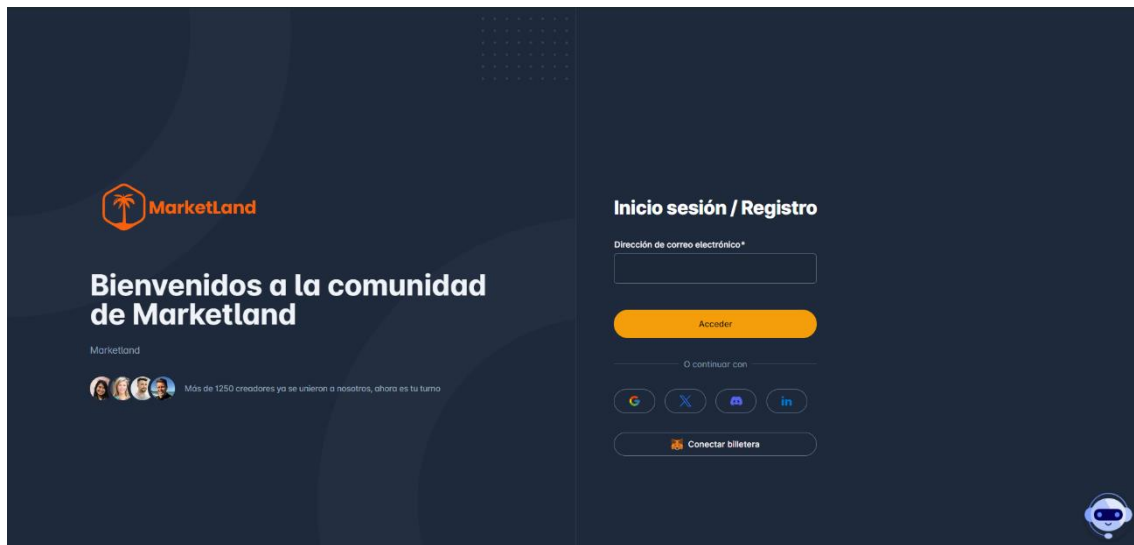 MarketLand
Bienvenidos a la comunidad
de Marketland
Marketland
Más de 1250 creadores ya se unieron a nosotros, ahora es tu turno
Inicio sesión / Registro
Dirección de correo electrónico*
Acceder
O continuar con
G X in
Conectar billetera